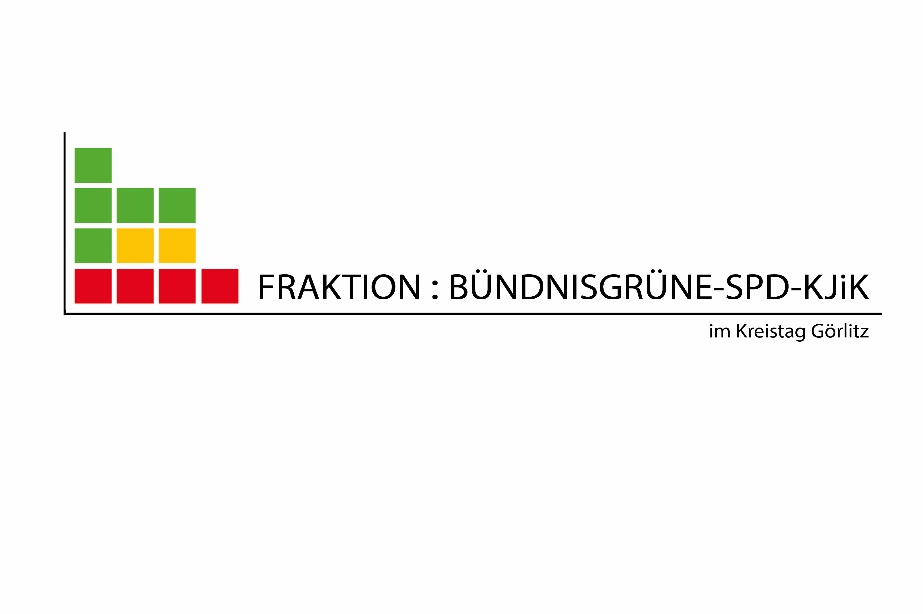 FRAKTION : BÜNDNISGRÜNE-SPD-KJiK
im Kreistag Görlitz